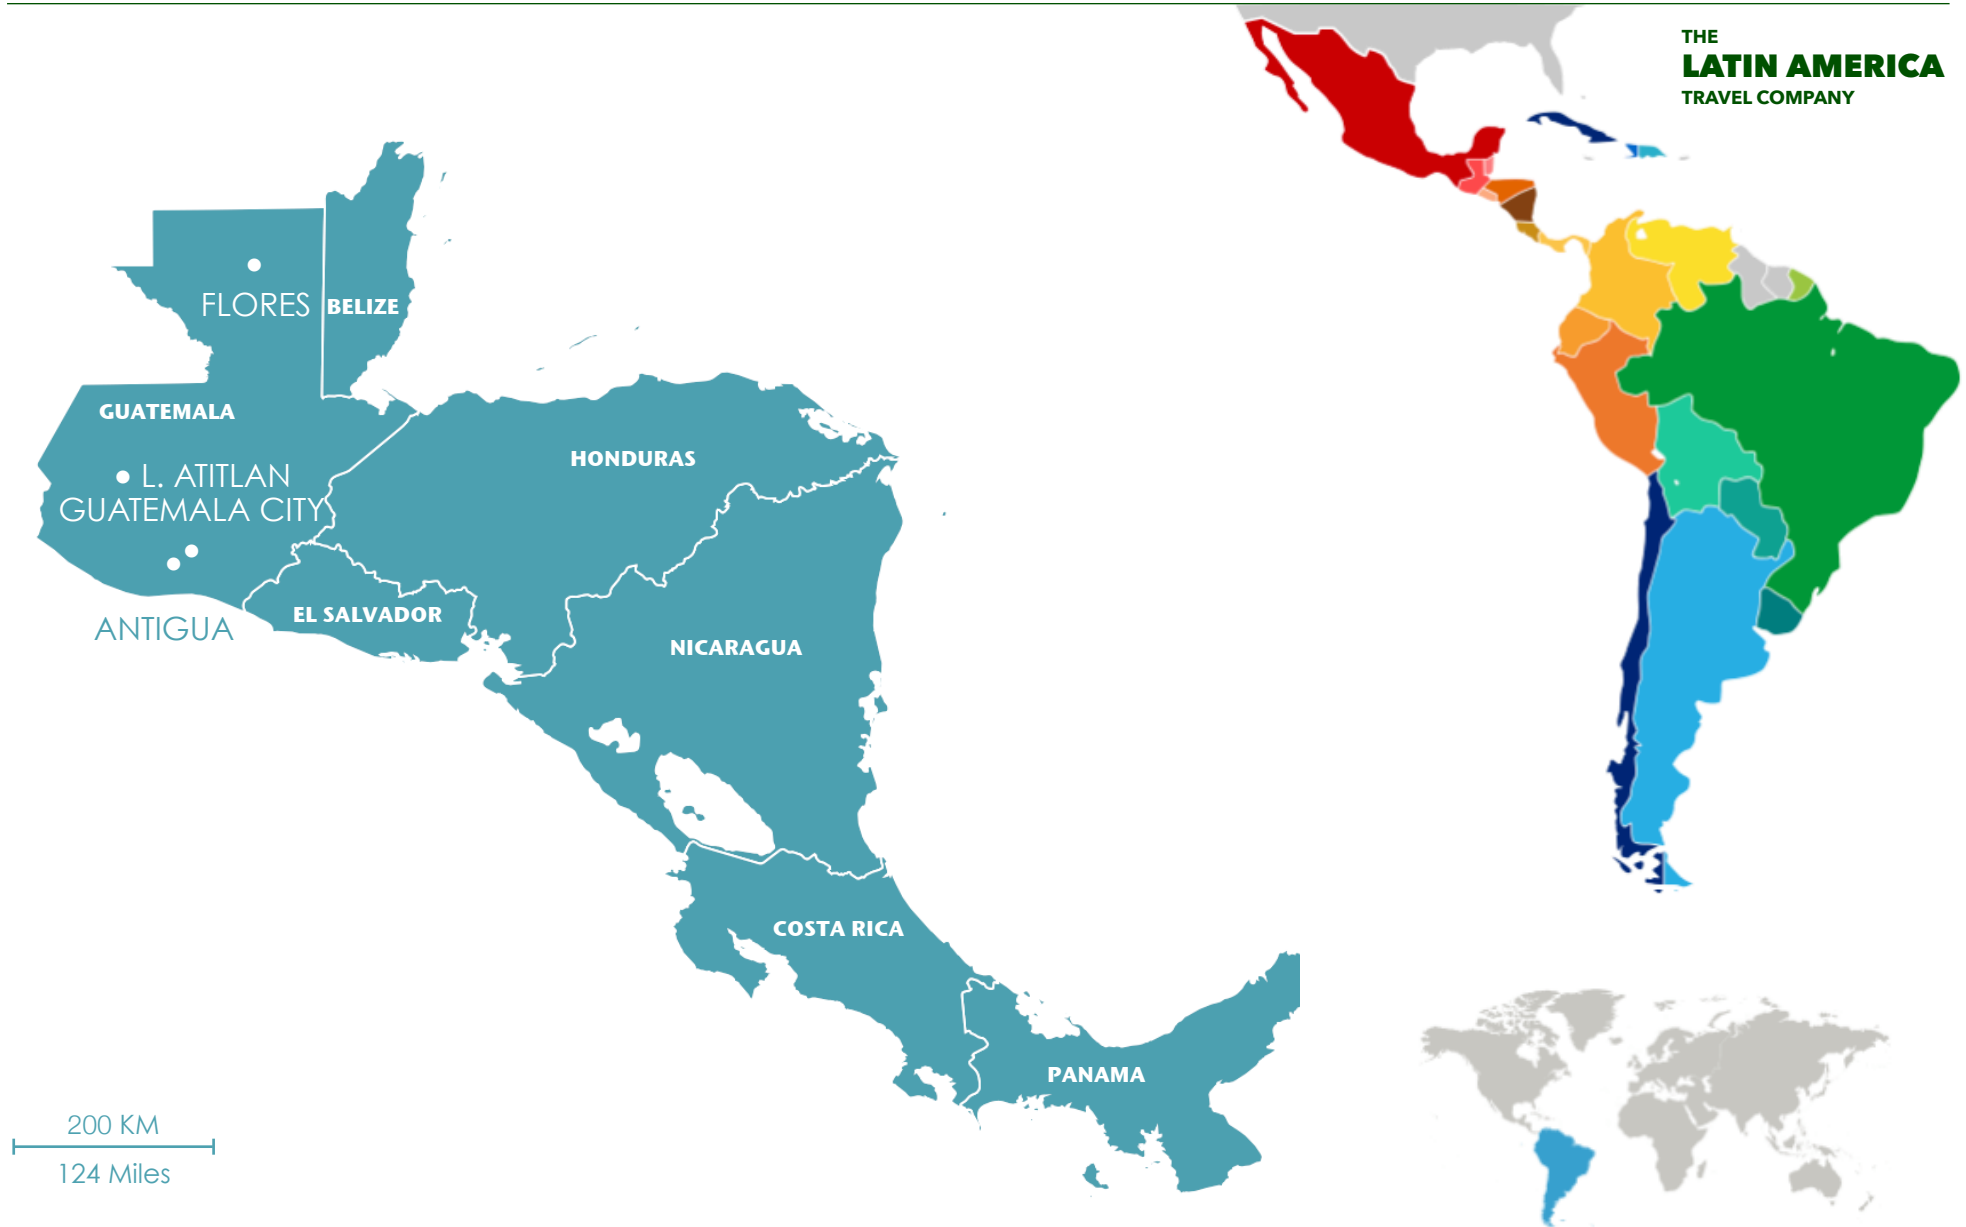 THE
LATIN AMERICA
TRAVEL COMPANY
FLORES
BELIZE
GUATEMALA
L. ATITLAN
GUATEMALA CITY
HONDURAS
ANTIGUA
EL SALVADOR
NICARAGUA
COSTA RICA
PANAMA
200 KM
124 Miles